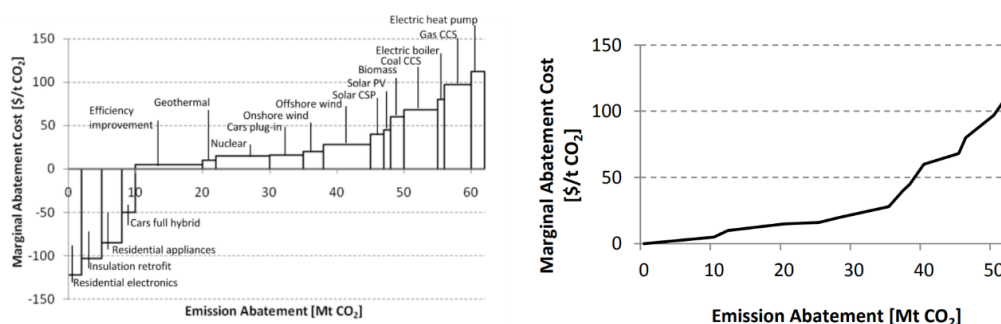 Electric heat pump
Gas CCS
Electric boiler
Coal CCS
Biomass
Solar PV
Solar CSP
Offshore wind
Onshore wind
Cars plug-in
Nuclear
Geothermal
Efficiency
improvement
Cars full hybrid
Residential appliances
Insulation retrofit
Residential electronics
Marginal Abatement Cost [$/t CO₂]
150
100
50
0
-50
-100
-150
0
10
20
30
40
50
60
Emission Abatement [Mt CO₂]
Marginal Abatement Cost
[$/t CO₂]
150
100
50
0
0
10
20
30
40
50
Emission Abatement [Mt CO₂]